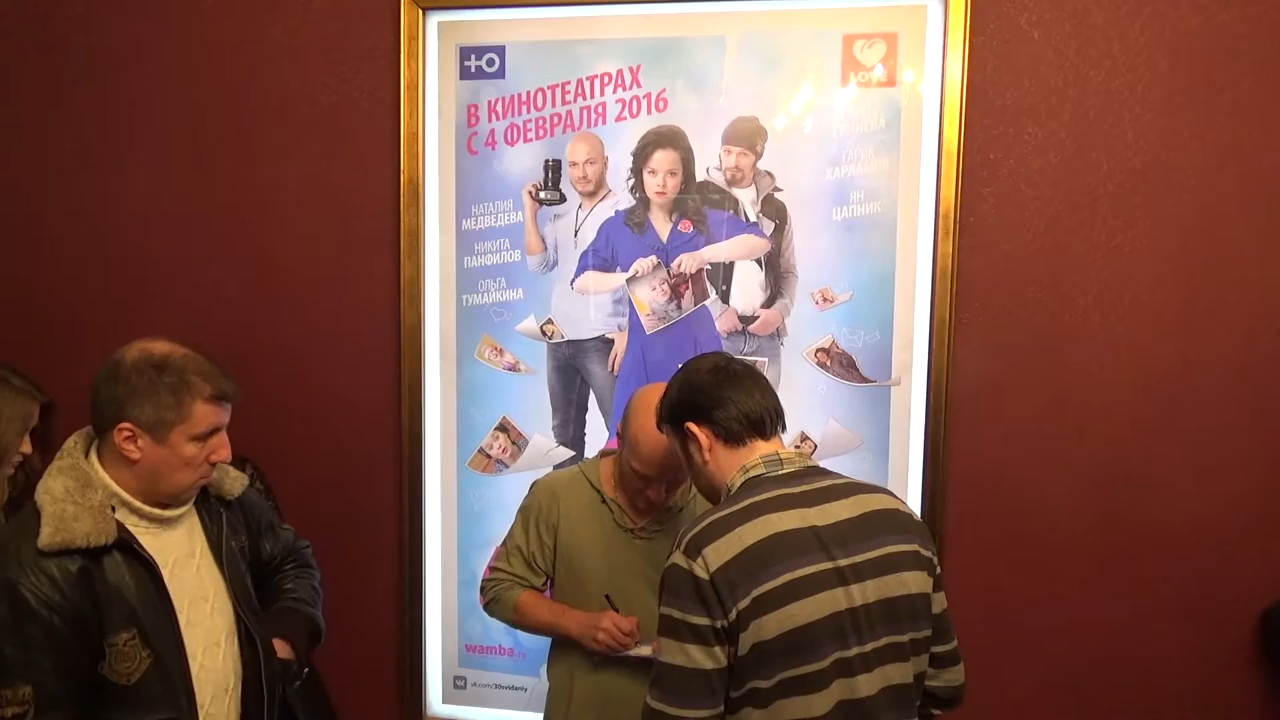 Ю
LOVE
В КИНОТЕАТРАХ
С 4 ФЕВРАЛЯ 2016
НАТАЛИЯ
МЕДВЕДЕВА
НИКИТА
ПАНФИЛОВ
ОЛЬГА
ТУМАЙКИНА
ГАРИК
ХАРЛАМОВ
ЯН
ЦАПНИК
wamba.ru
vk.com/30svidaniy